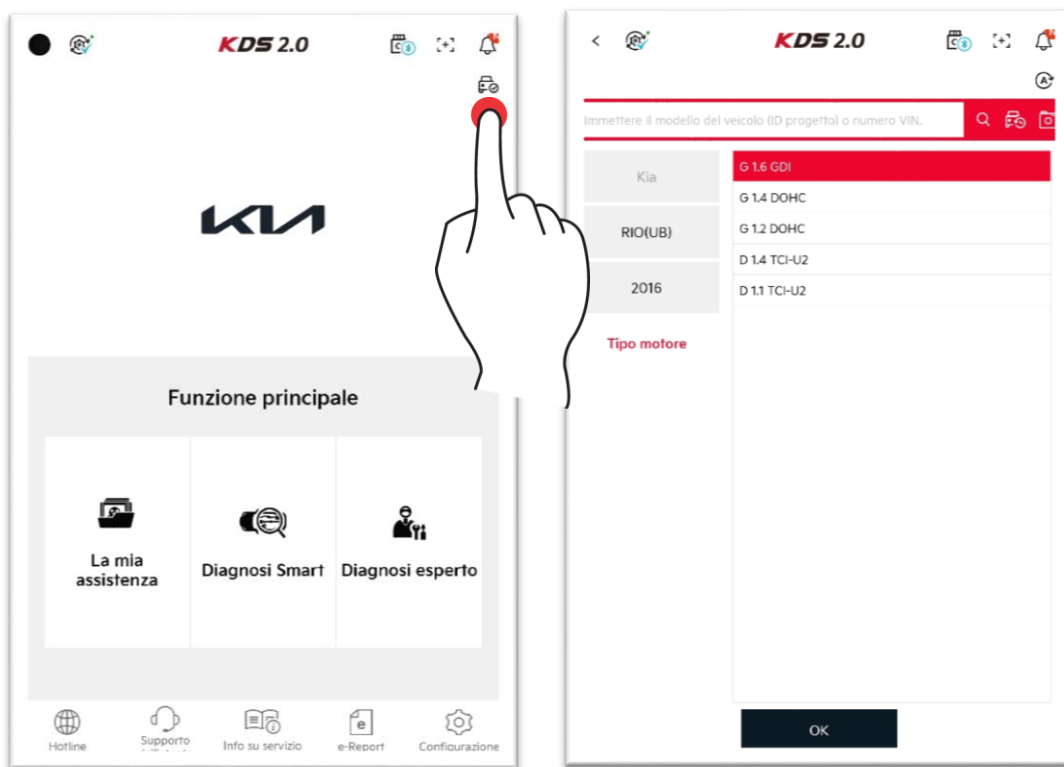 KDS 2.0
KIA
Funzione principale
La mia
assistenza
Diagnosi Smart
Diagnosi esperto
Hotline
Supporto
Info su servizio
e-Report
Configurazione
KDS 2.0
Immettere il modello del veicolo (ID progetto) o numero VIN.
Kia
RIO(UB)
2016
Tipo motore
G 1.6 GDI
G 1.4 DOHC
G 1.2 DOHC
D 1.4 TCI-U2
D 1.1 TCI-U2
OK